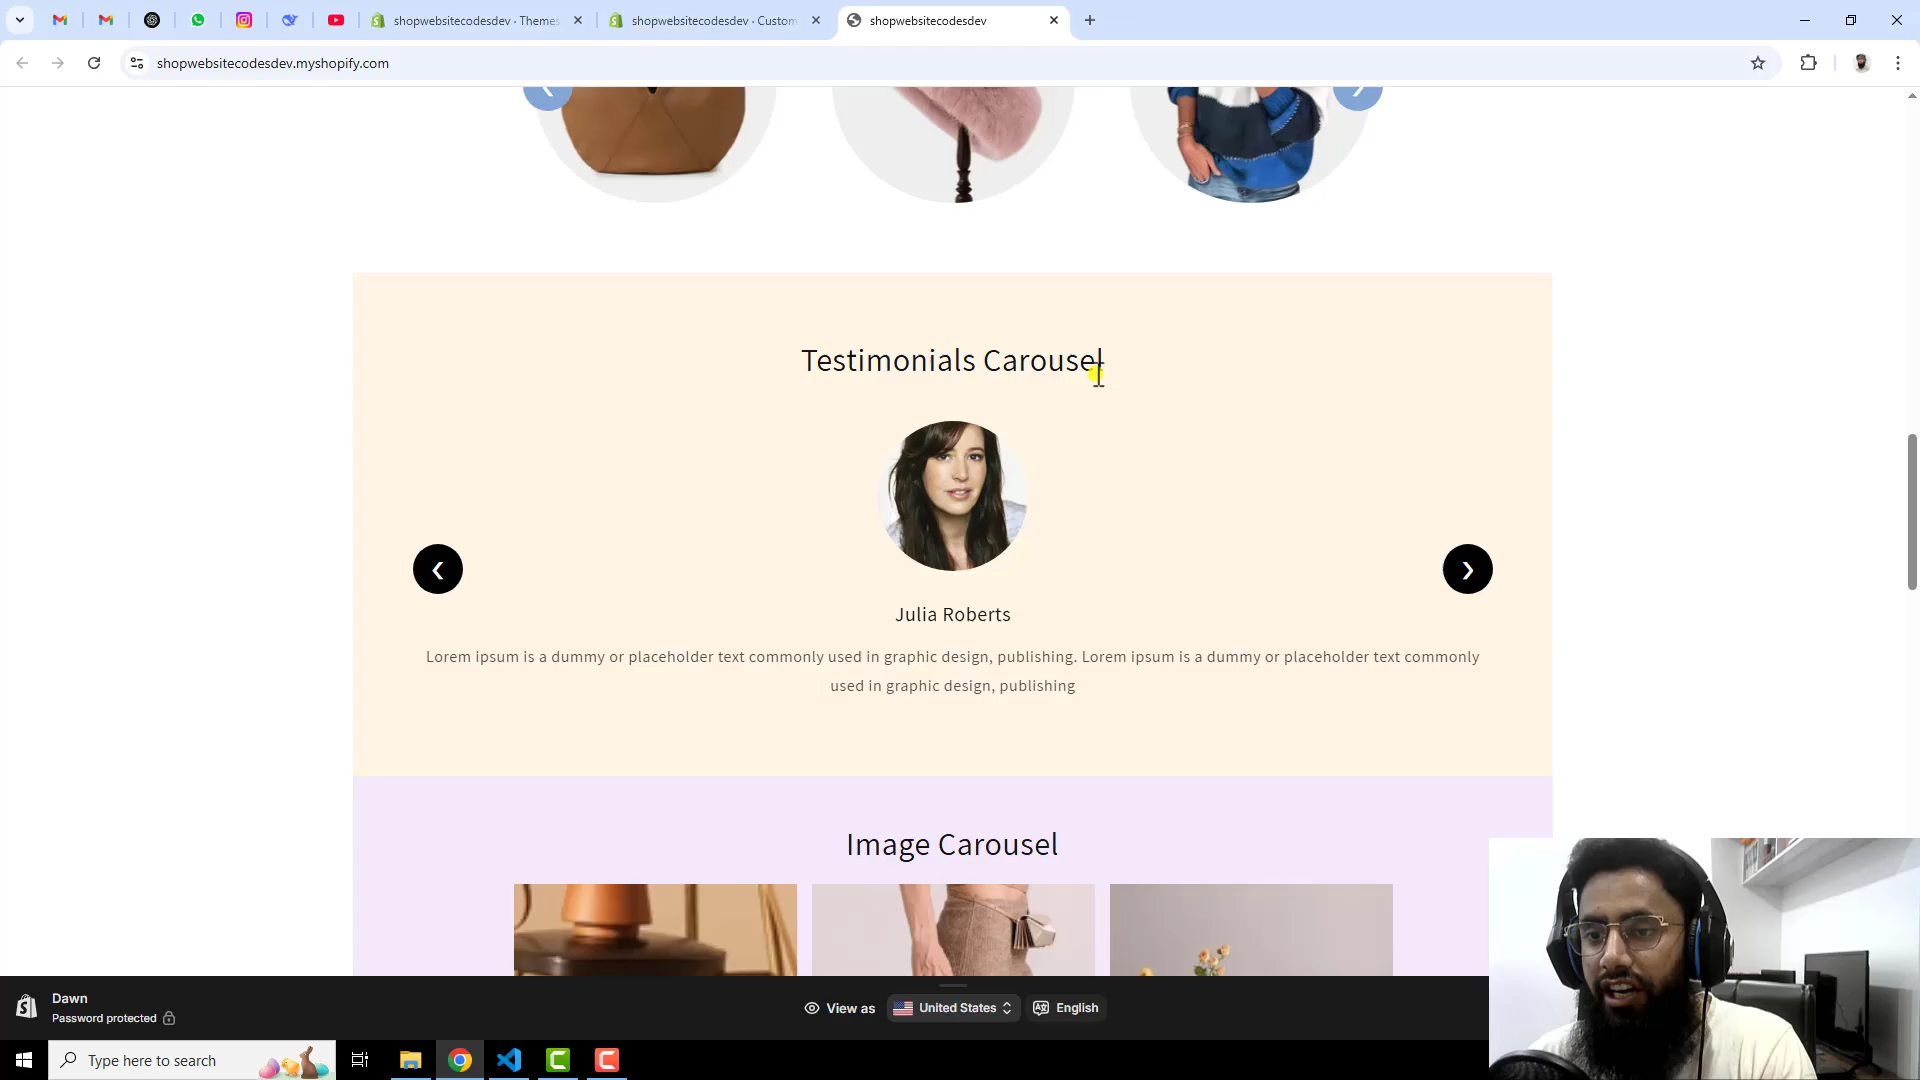 shopwebsitecodesdev · Themes
shopwebsitecodesdev · Custom
shopwebsitecodesdev
shopwebsitecodesdev.myshopify.com
Testimonials Carousel
Julia Roberts
Lorem ipsum is a dummy or placeholder text commonly used in graphic design, publishing. Lorem ipsum is a dummy or placeholder text commonly
used in graphic design, publishing
Image Carousel
Dawn
Password protected
View as
United States
English
Type here to search